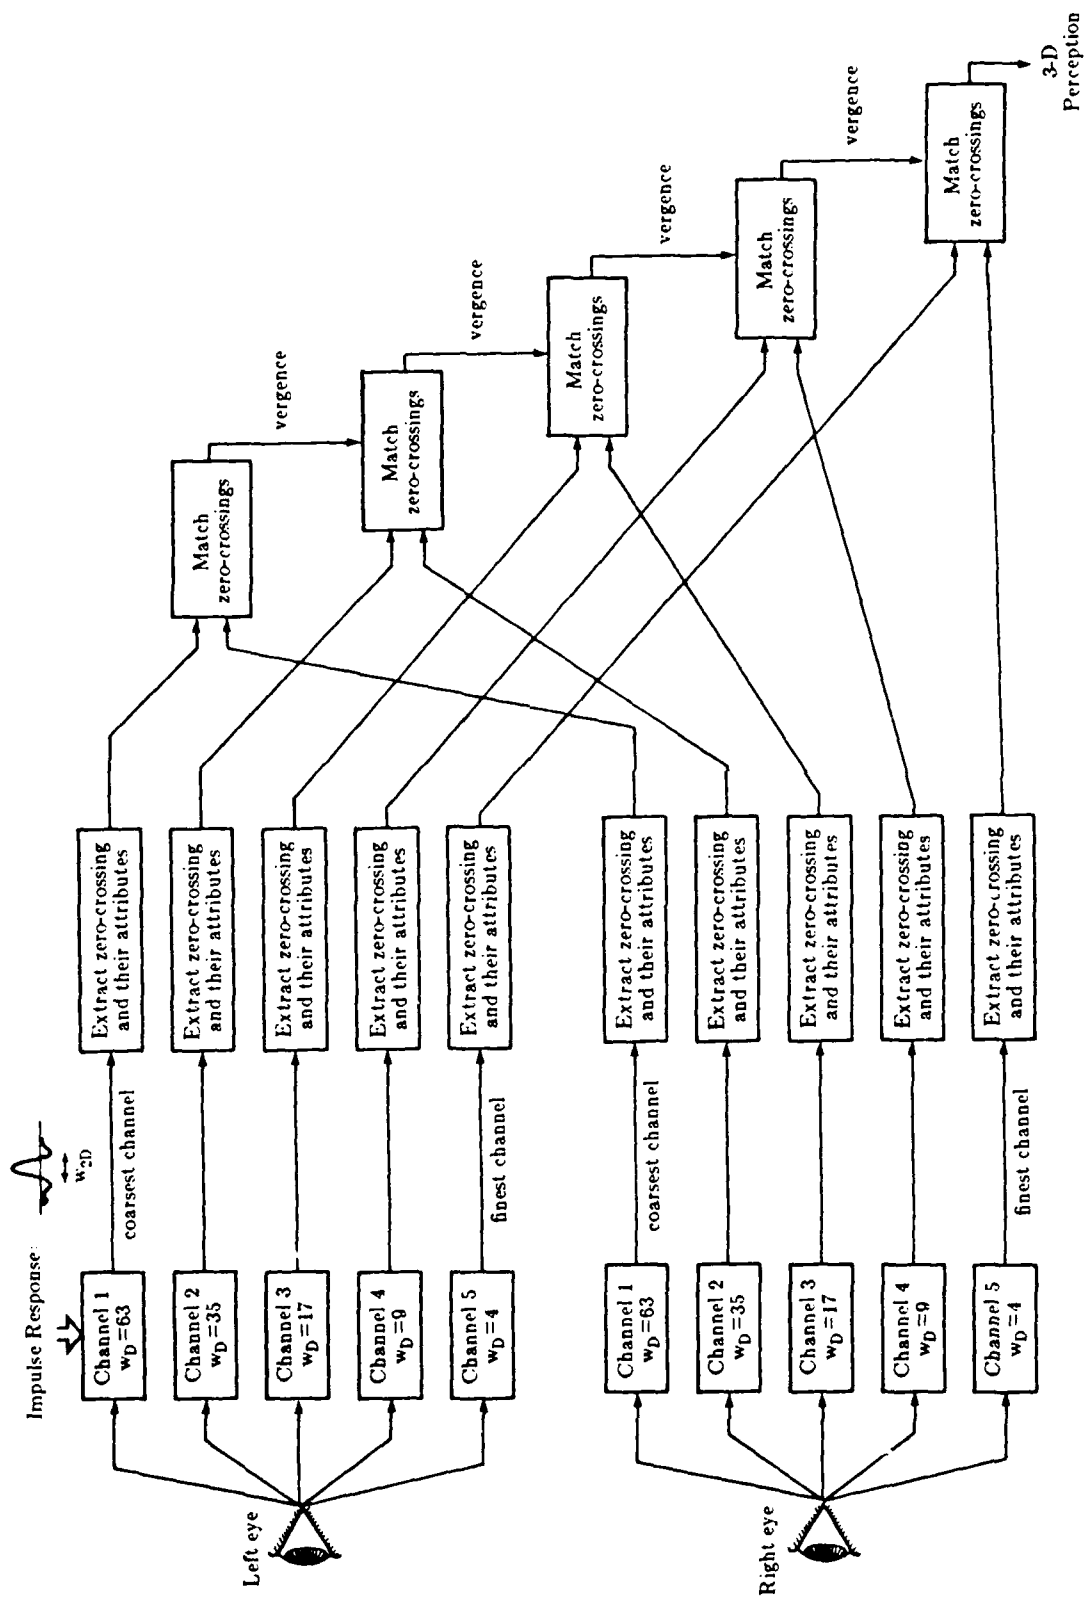 Impulse Response:
w2D
Left eye
Channel 1
wD=63
Channel 2
wD=35
Channel 3
wD=17
Channel 4
wD=9
Channel 5
wD=4
coarsest channel
finest channel
Extract zero-crossing
and their attributes
Extract zero-crossing
and their attributes
Extract zero-crossing
and their attributes
Extract zero-crossing
and their attributes
Extract zero-crossing
and their attributes
Right eye
Channel 1
wD=63
Channel 2
wD=35
Channel 3
wD=17
Channel 4
wD=9
Channel 5
wD=4
coarsest channel
finest channel
Extract zero-crossing
and their attributes
Extract zero-crossing
and their attributes
Extract zero-crossing
and their attributes
Extract zero-crossing
and their attributes
Extract zero-crossing
and their attributes
Match
zero-crossings
vergence
Match
zero-crossings
vergence
Match
zero-crossings
vergence
Match
zero-crossings
vergence
Match
zero-crossings
3-D
Perception